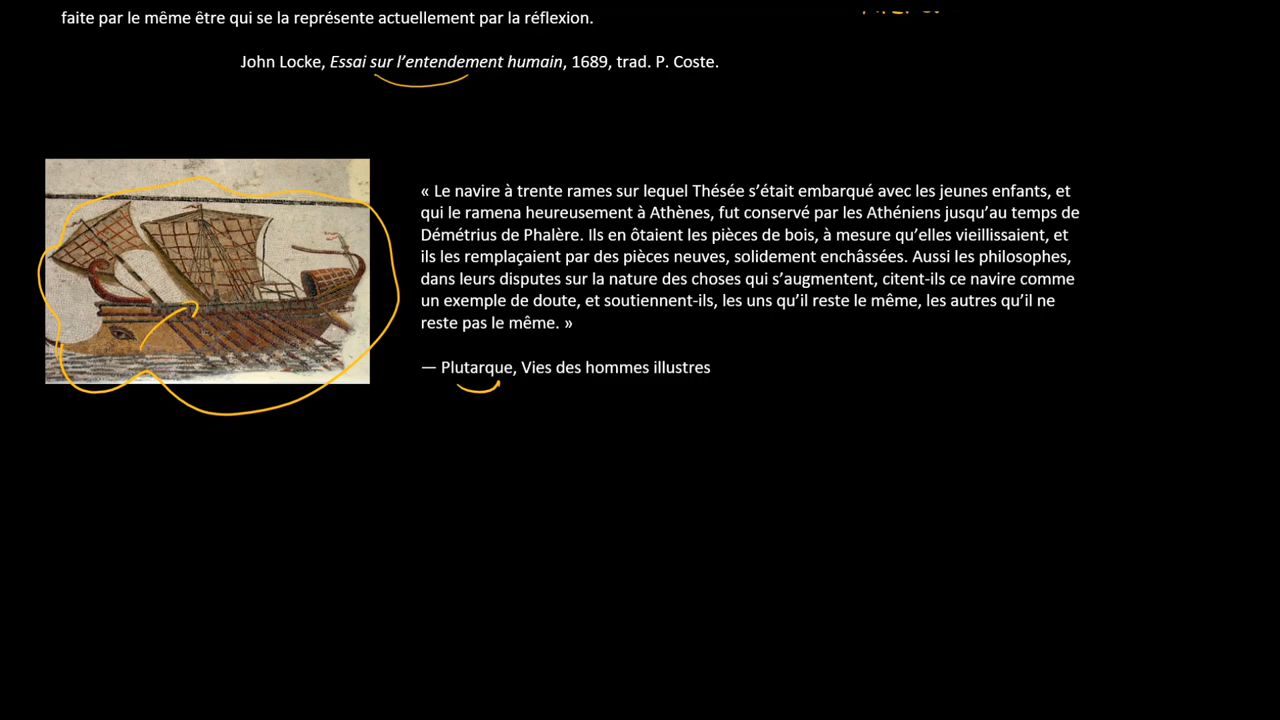 faite par le même être qui se la représente actuellement par la réflexion.
John Locke, Essai sur l’entendement humain, 1689, trad. P. Coste.
« Le navire à trente rames sur lequel Thésée s’était embarqué avec les jeunes enfants, et
qui le ramena heureusement à Athènes, fut conservé par les Athéniens jusqu’au temps de
Démétrius de Phalère. Ils en ôtaient les pièces de bois, à mesure qu’elles vieillissaient, et
ils les remplaçaient par des pièces neuves, solidement enchâssées. Aussi les philosophes,
dans leurs disputes sur la nature des choses qui s’augmentent, citent-ils ce navire comme
un exemple de doute, et soutiennent-ils, les uns qu’il reste le même, les autres qu’il ne
reste pas le même. »
— Plutarque, Vies des hommes illustres